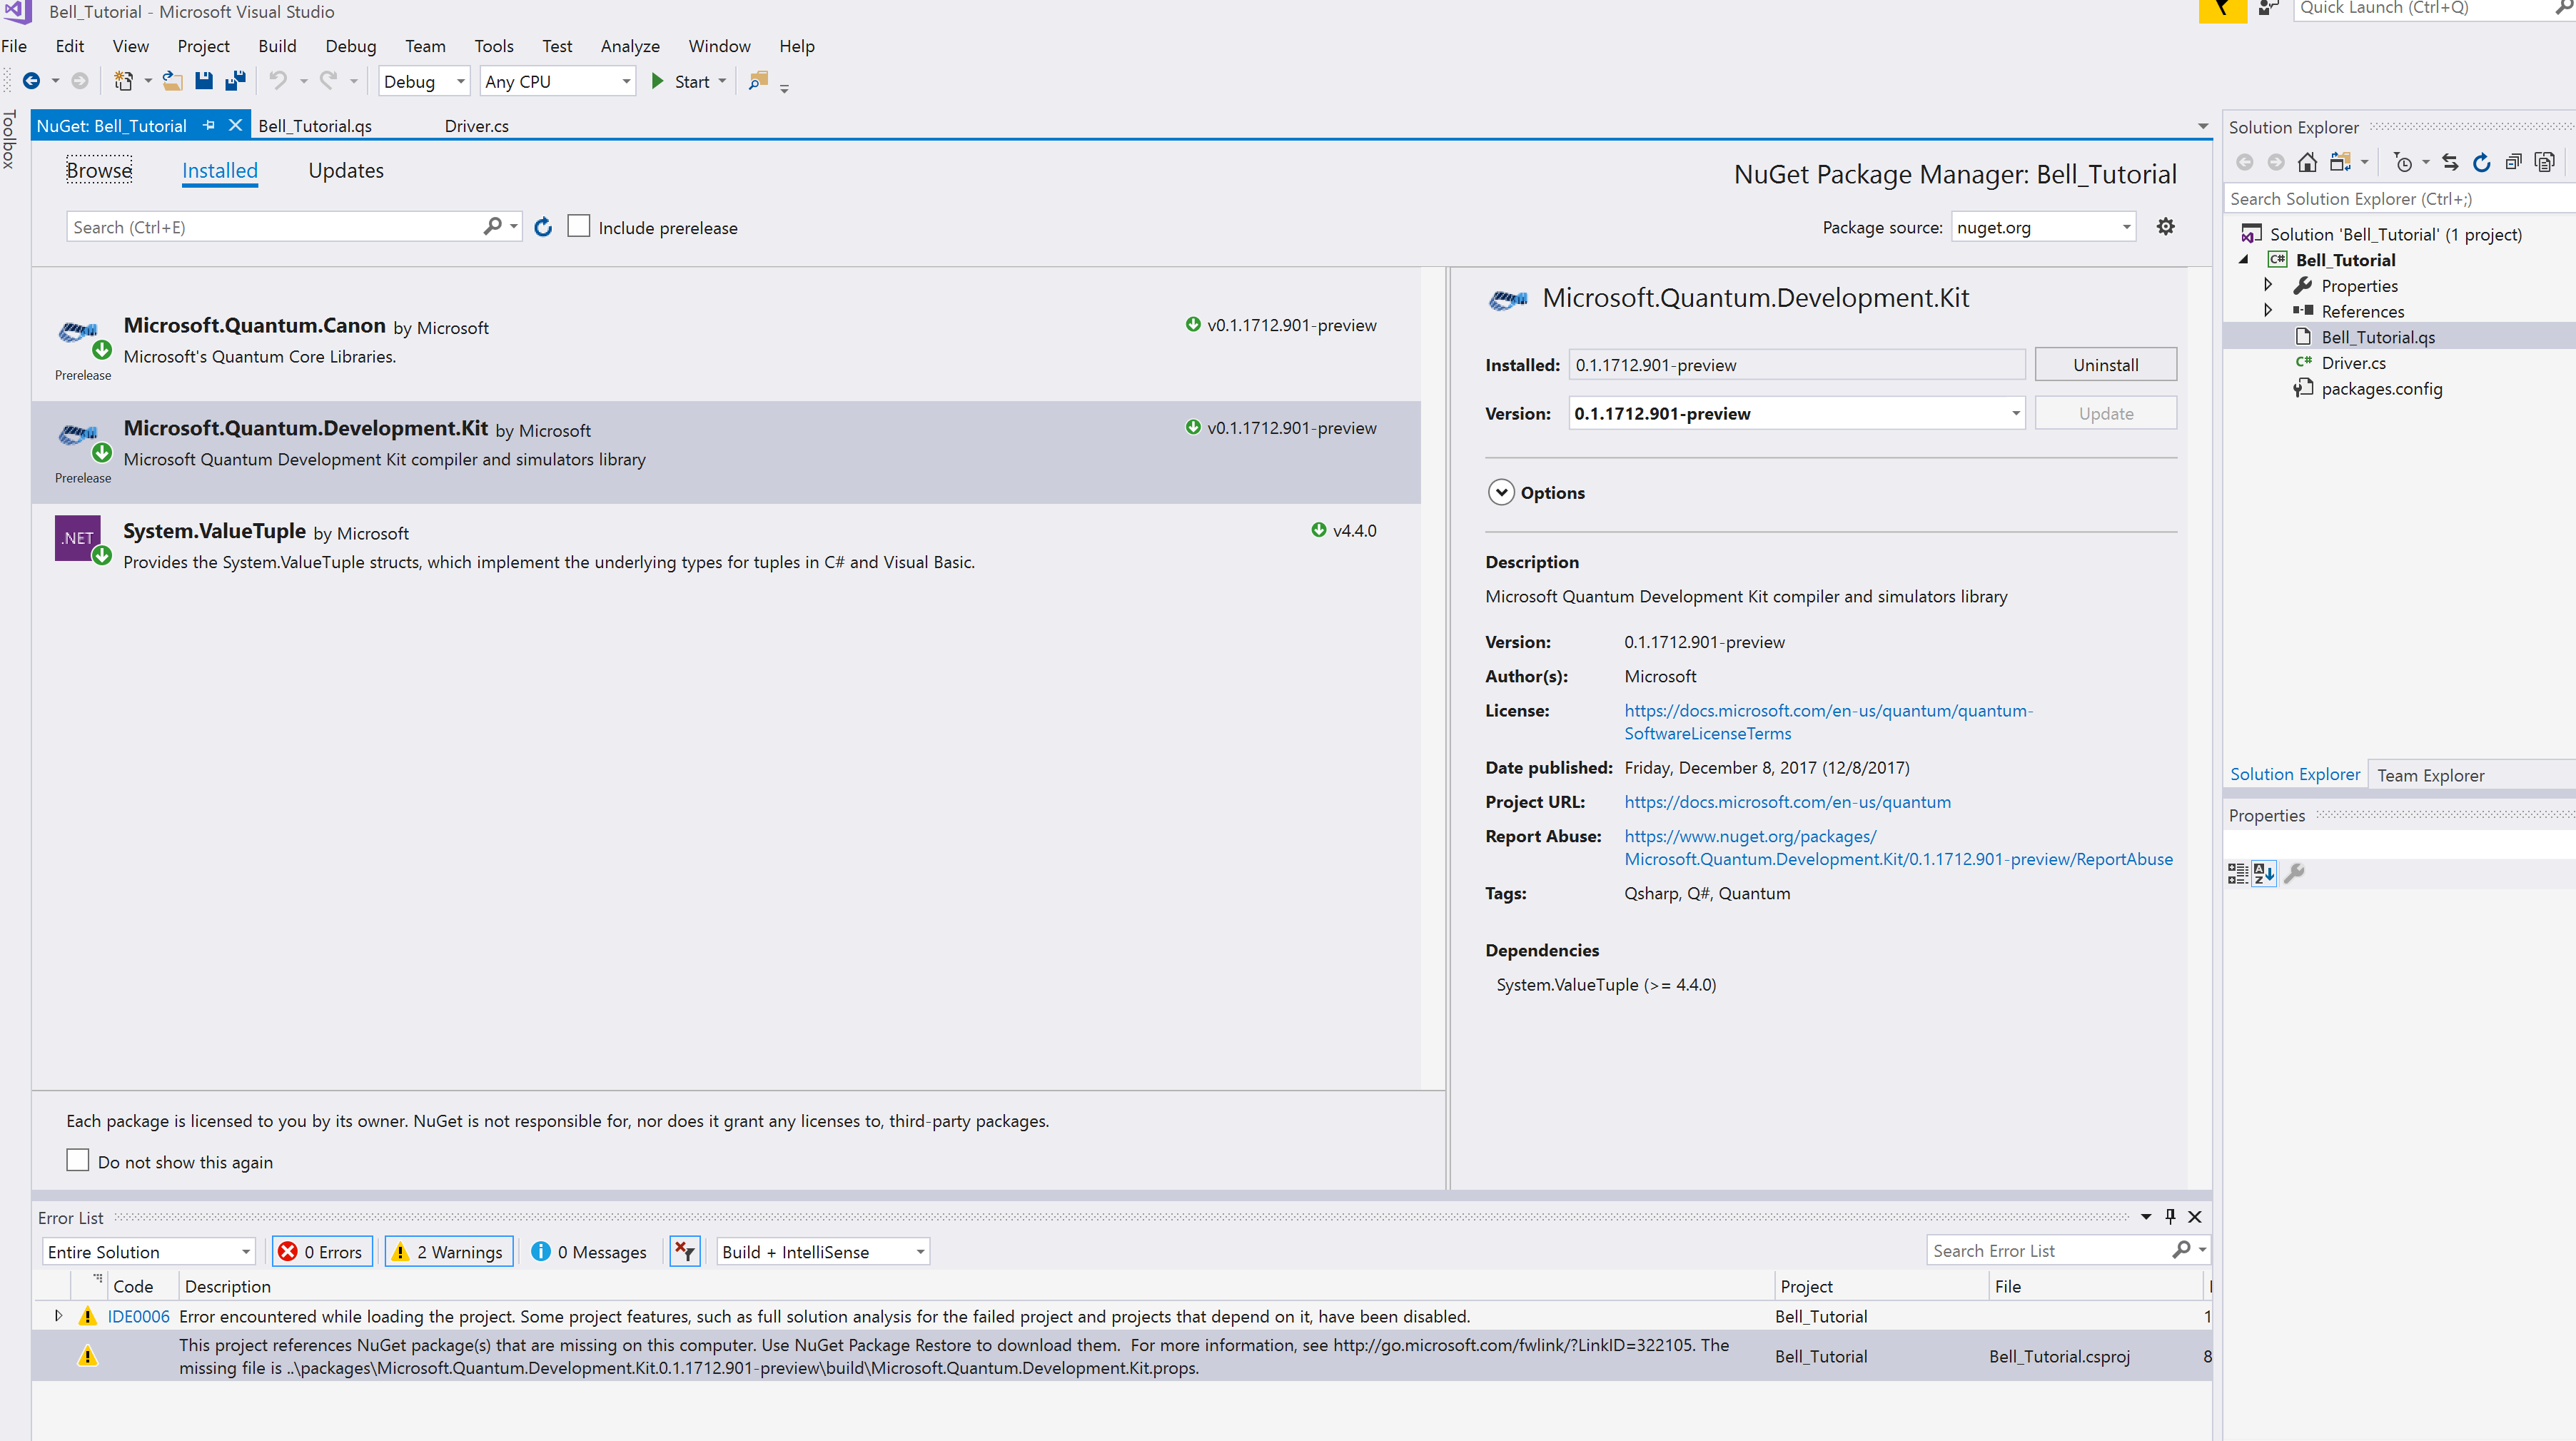 Bell_Tutorial - Microsoft Visual Studio
Quick Launch (Ctrl+Q)
File Edit View Project Build Debug Team Tools Test Analyze Window Help
Debug Any CPU Start
Toolbox
NuGet: Bell_Tutorial Bell_Tutorial.qs Driver.cs
Browse Installed Updates
NuGet Package Manager: Bell_Tutorial
Search (Ctrl+E) Include prerelease
Package source: nuget.org
Microsoft.Quantum.Canon by Microsoft v0.1.1712.901-preview
Microsoft's Quantum Core Libraries.
Prerelease
Microsoft.Quantum.Development.Kit by Microsoft v0.1.1712.901-preview
Microsoft Quantum Development Kit compiler and simulators library
Prerelease
.NET
System.ValueTuple by Microsoft v4.4.0
Provides the System.ValueTuple structs, which implement the underlying types for tuples in C# and Visual Basic.
Each package is licensed to you by its owner. NuGet is not responsible for, nor does it grant any licenses to, third-party packages.
Do not show this again
Microsoft.Quantum.Development.Kit
Installed: 0.1.1712.901-preview Uninstall
Version: 0.1.1712.901-preview Update
Options
Description
Microsoft Quantum Development Kit compiler and simulators library
Version: 0.1.1712.901-preview
Author(s): Microsoft
License: https://docs.microsoft.com/en-us/quantum/quantum-
SoftwareLicenseTerms
Date published: Friday, December 8, 2017 (12/8/2017)
Project URL: https://docs.microsoft.com/en-us/quantum
Report Abuse: https://www.nuget.org/packages/
Microsoft.Quantum.Development.Kit/0.1.1712.901-preview/ReportAbuse
Tags: Qsharp, Q#, Quantum
Dependencies
System.ValueTuple (>= 4.4.0)
Solution Explorer
Search Solution Explorer (Ctrl+;)
Solution 'Bell_Tutorial' (1 project)
C# Bell_Tutorial
Properties
References
Bell_Tutorial.qs
C# Driver.cs
packages.config
Solution Explorer Team Explorer
Properties
Error List
Entire Solution 0 Errors 2 Warnings 0 Messages Build + IntelliSense Search Error List
Code Description Project File
IDE0006 Error encountered while loading the project. Some project features, such as full solution analysis for the failed project and projects that depend on it, have been disabled. Bell_Tutorial 1
This project references NuGet package(s) that are missing on this computer. Use NuGet Package Restore to download them.  For more information, see http://go.microsoft.com/fwlink/?LinkID=322105. The
missing file is ..\packages\Microsoft.Quantum.Development.Kit.0.1.1712.901-preview\build\Microsoft.Quantum.Development.Kit.props. Bell_Tutorial Bell_Tutorial.csproj 8